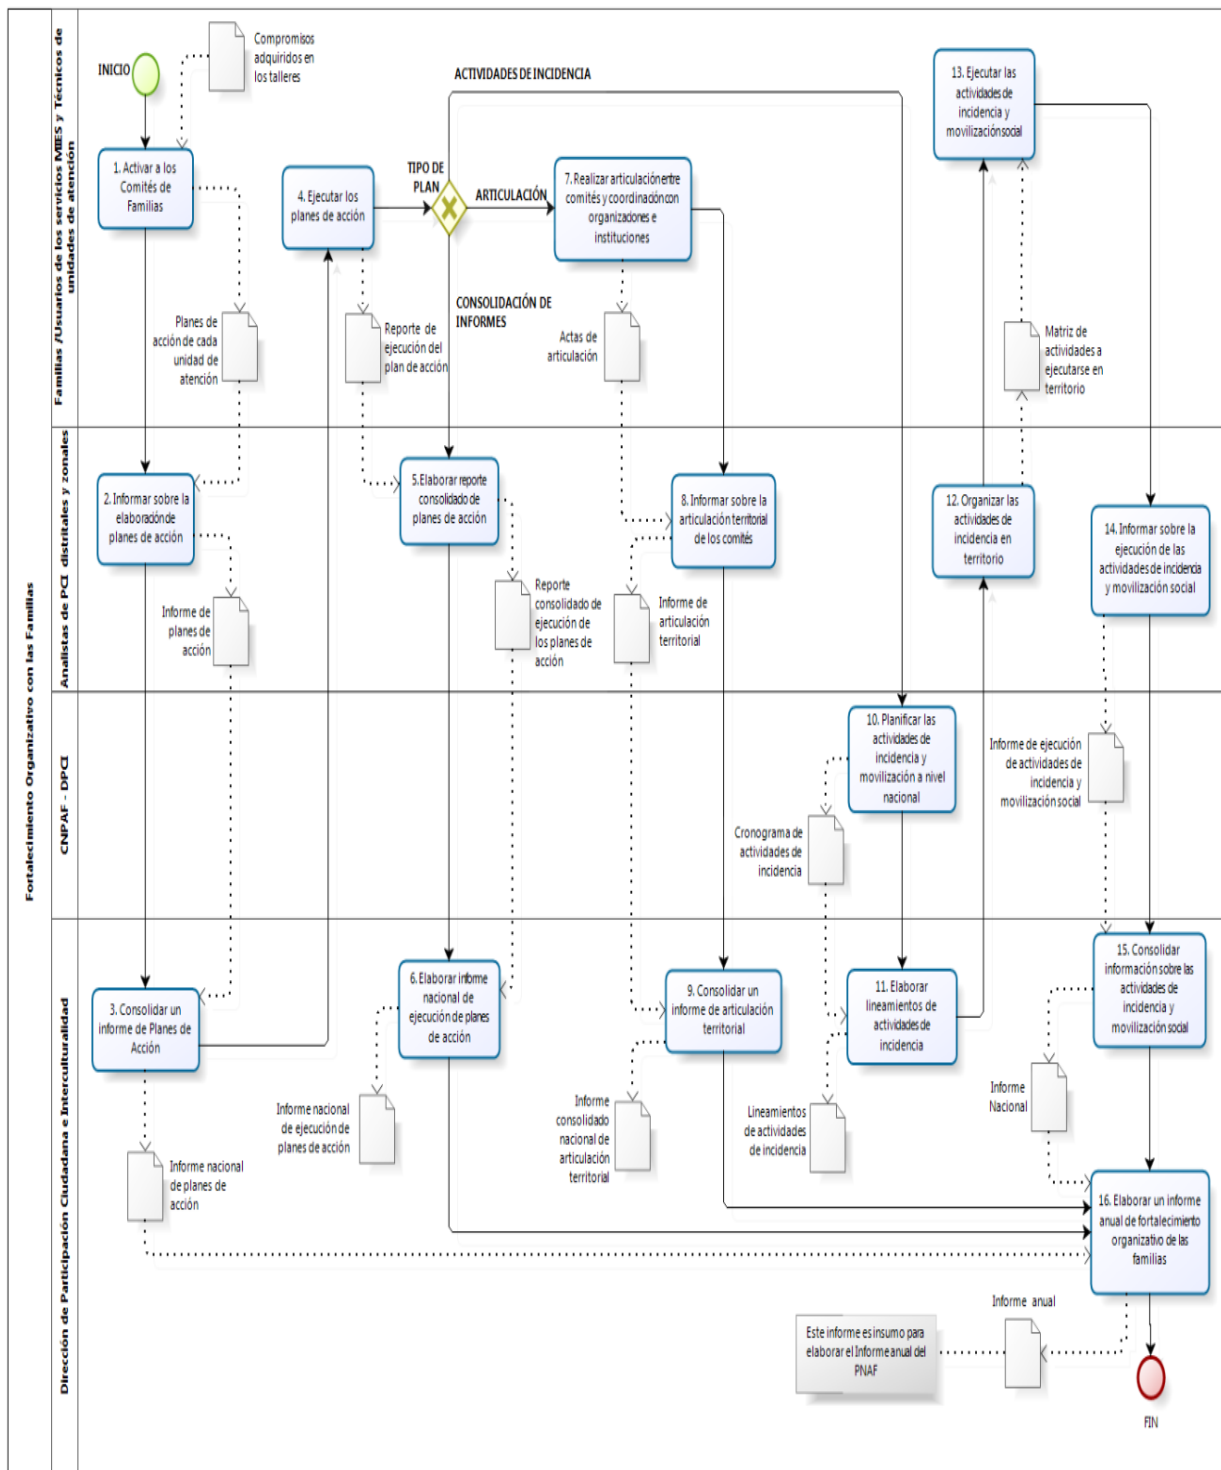 Fortalecimiento Organizativo con las Familias
Familias /Usuarios de los servicios MIES y Técnicos de
unidades de atención
INICIO
Compromisos
adquiridos en
los talleres
1. Activar a los
Comités de
Familias
Planes de
acción de cada
unidad de
atención
4. Ejecutar los
planes de acción
Reporte de
ejecución del
plan de acción
TIPO DE
PLAN
ACTIVIDADES DE INCIDENCIA
ARTICULACIÓN
CONSOLIDACIÓN DE
INFORMES
7. Realizar articulación entre
comités y coordinación con
organizaciones e
instituciones
Actas de
articulación
13. Ejecutar las
actividades de
incidencia y
movilización social
Matriz de
actividades a
ejecutarse en
territorio
Analistas de PCI distritales y zonales
2. Informar sobre la
elaboración de
planes de acción
Informe de
planes de
acción
5. Elaborar reporte
consolidado de
planes de acción
Reporte
consolidado de
ejecución de
los planes de
acción
8. Informar sobre la
articulación territorial
de los comités
Informe de
articulación
territorial
12. Organizar las
actividades de
incidencia en
territorio
14. Informar sobre la
ejecución de las
actividades de incidencia
y movilización social
CNPAF - DPCI
10. Planificar las
actividades de
incidencia y
movilización a nivel
nacional
Cronograma de
actividades de
incidencia
Informe de ejecución
de actividades de
incidencia y
movilización social
Dirección de Participación Ciudadana e Interculturalidad
3. Consolidar un
informe de Planes de
Acción
Informe nacional
de planes de
acción
6. Elaborar informe
nacional de
ejecución de planes
de acción
Informe nacional
de ejecución de
planes de acción
9. Consolidar un
informe de articulación
territorial
Informe
consolidado
nacional de
articulación
territorial
11. Elaborar
lineamientos de
actividades de
incidencia
Lineamientos
de actividades
de incidencia
15. Consolidar
información sobre las
actividades de
incidencia y
movilización social
Informe
Nacional
16. Elaborar un informe
anual de fortalecimiento
organizativo de las
familias
Informe anual
Este informe es insumo para
elaborar el Informe anual del
PNAF
FIN